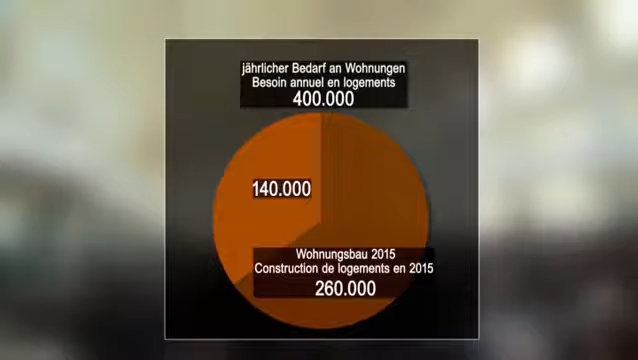 jährlicher Bedarf an Wohnungen
Besoin annuel en logements
400.000
140.000
Wohnungsbau 2015
Construction de logements en 2015
260.000